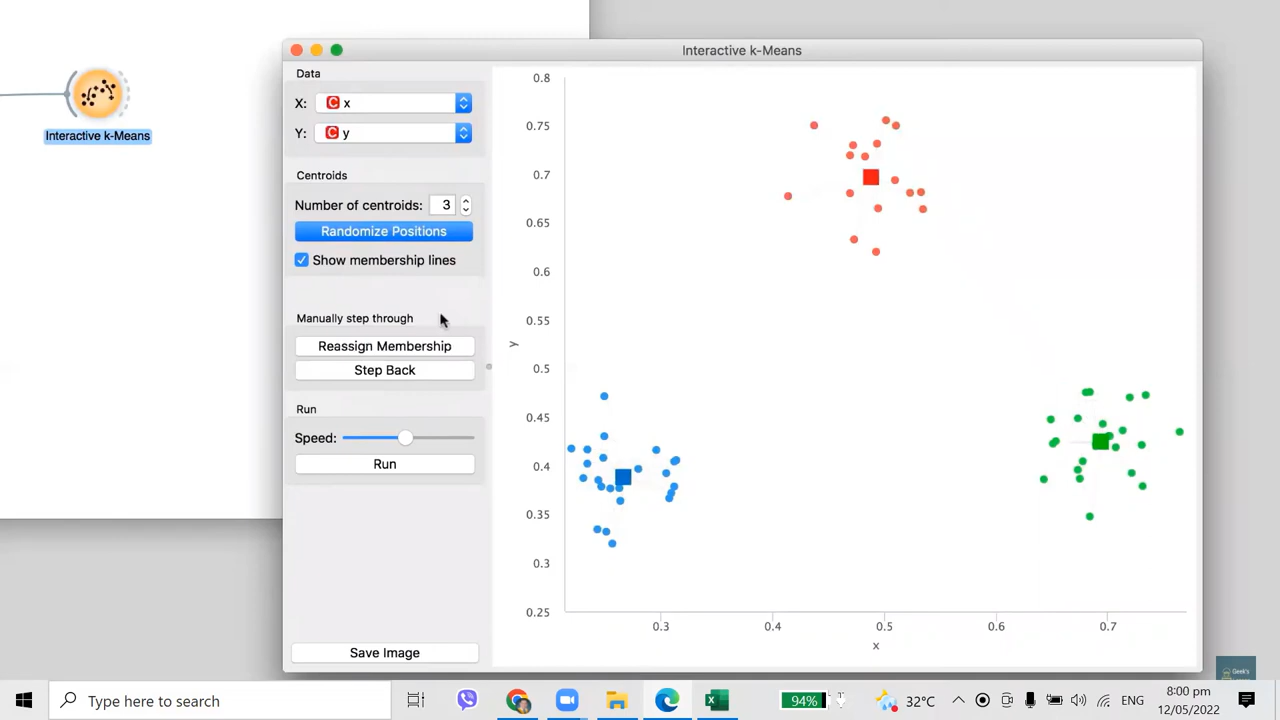 Interactive k-Means
Interactive k-Means
Data
X: C x
Y: C y
Centroids
Number of centroids: 3
Randomize Positions
Show membership lines
Manually step through
Reassign Membership
Step Back
Run
Speed:
Run
Save Image
0.8
0.75
0.7
0.65
0.6
0.55
0.5
0.45
0.4
0.35
0.3
0.25
y
0.3 0.4 0.5 0.6 0.7
x
Geek's
Type here to search
94%
32°C
ENG
8:00 pm
12/05/2022